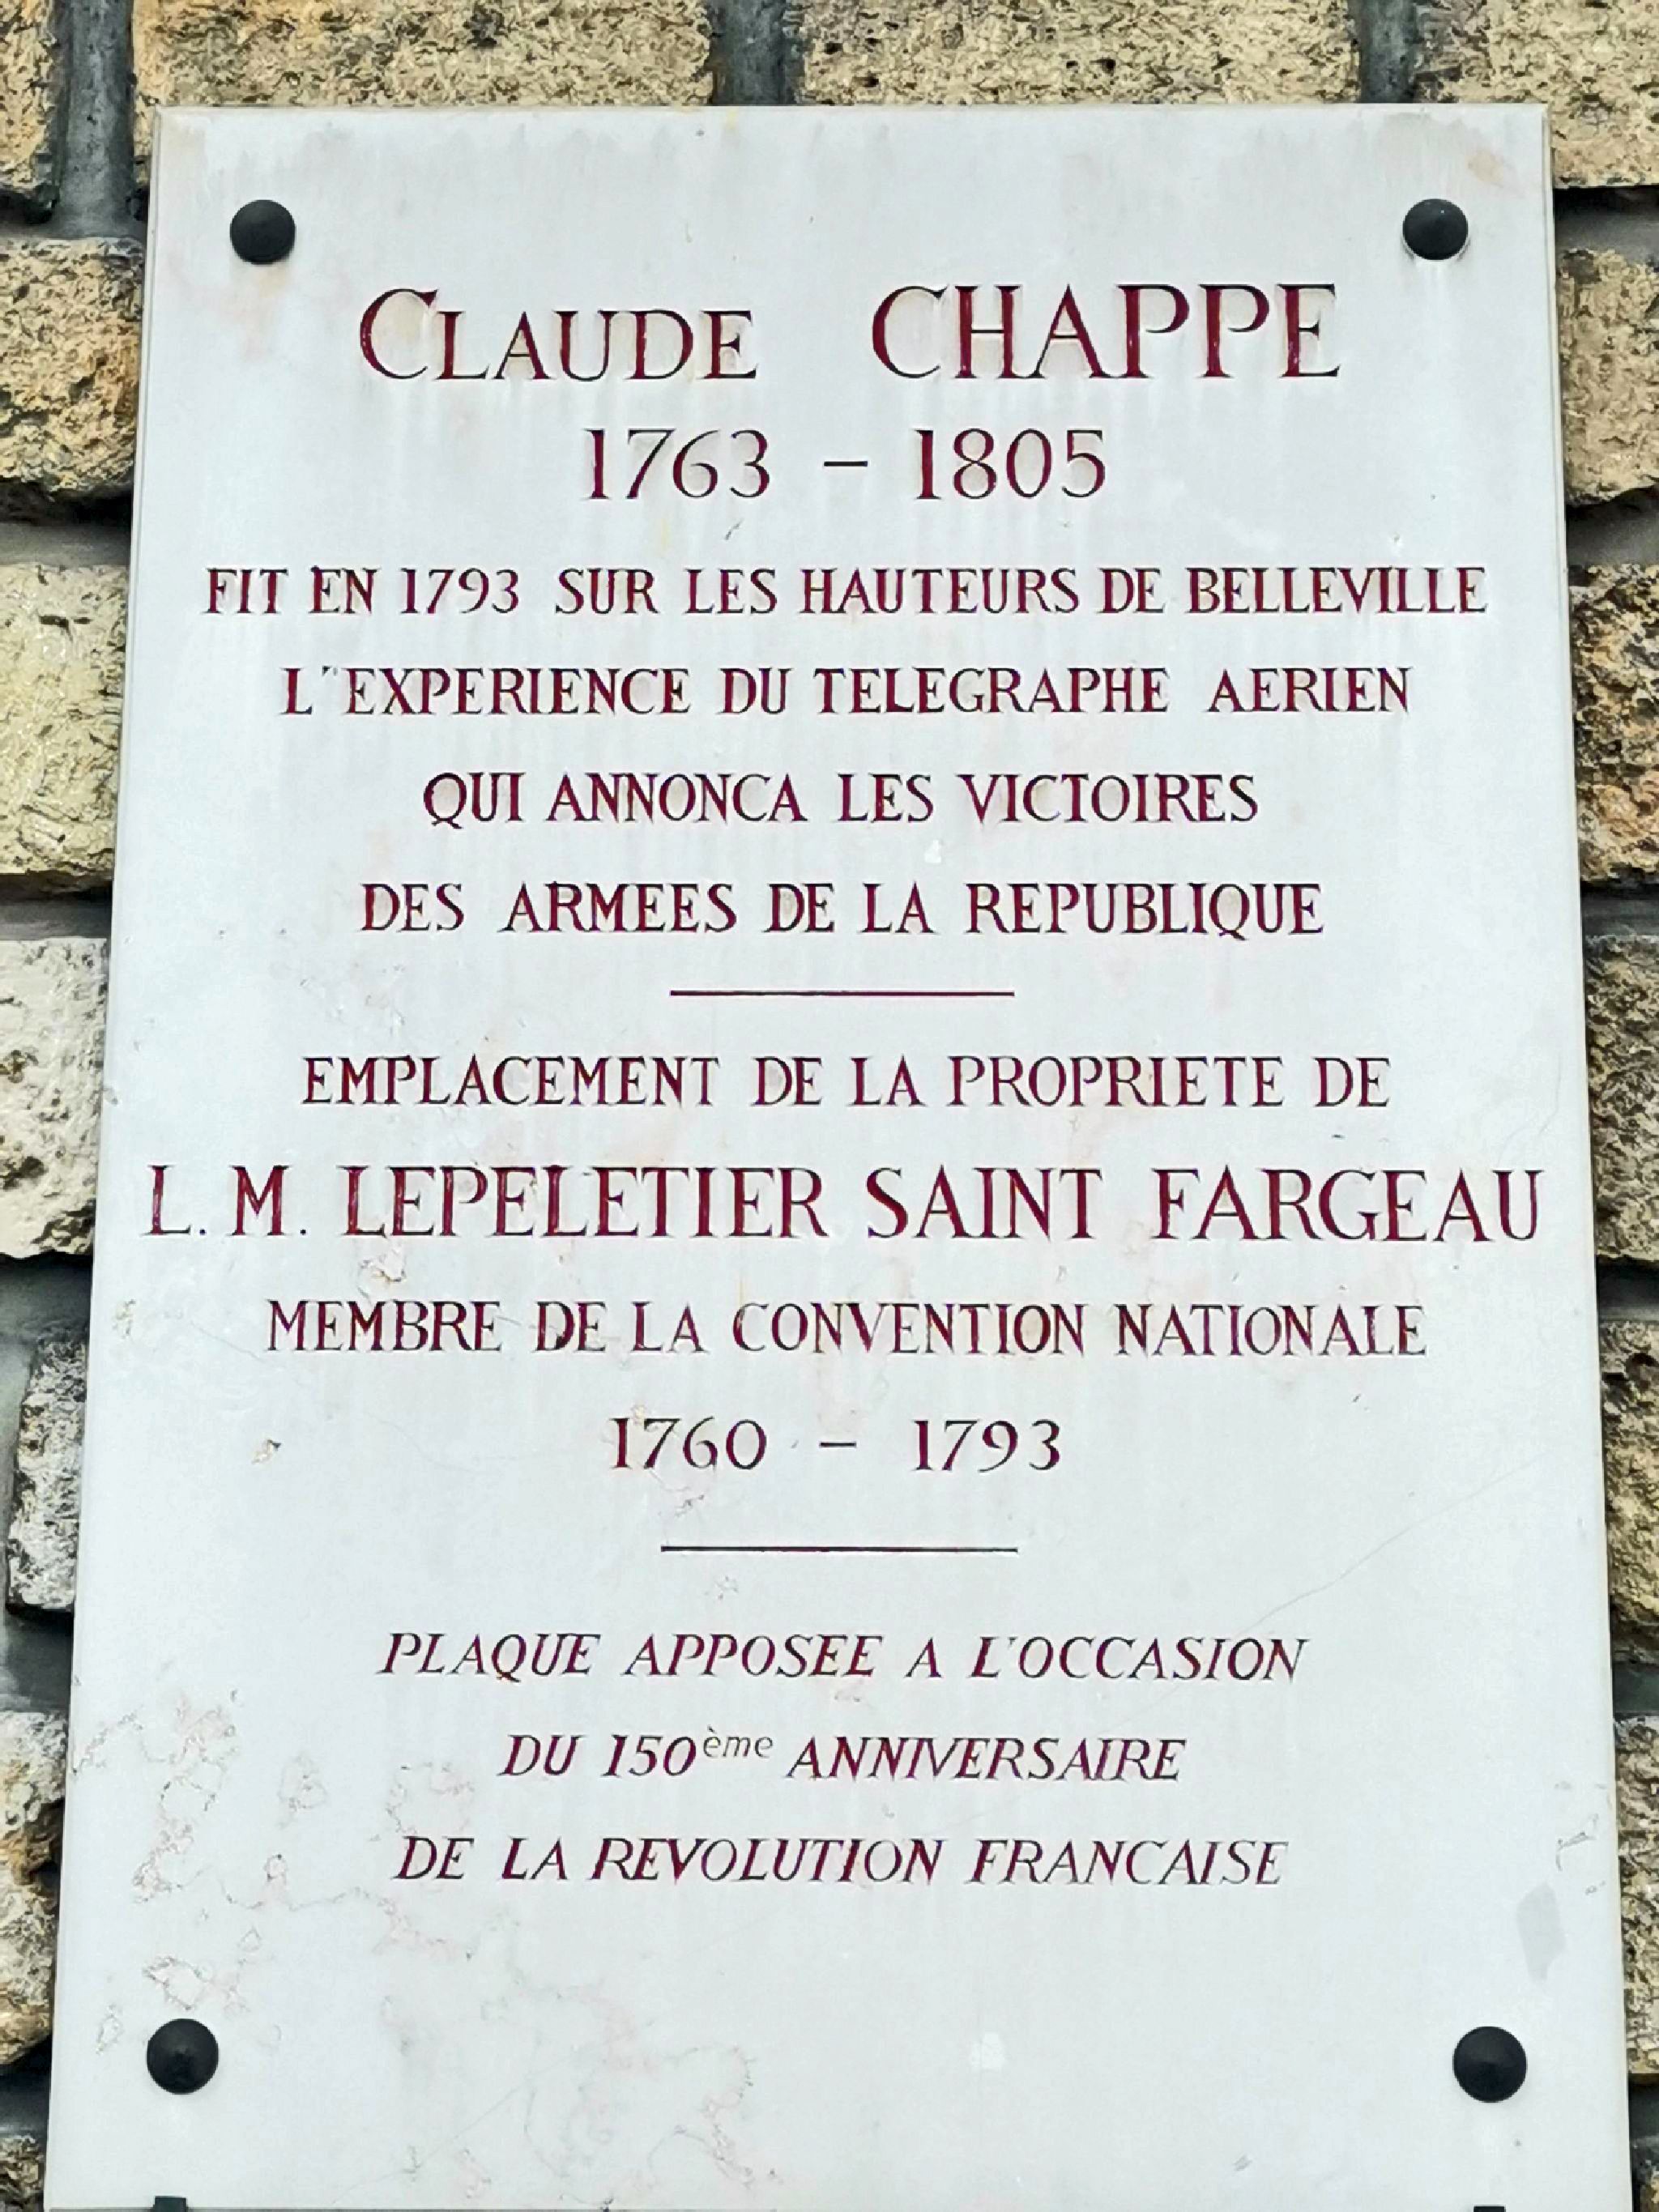 CLAUDE CHAPPE
1763 - 1805
FIT EN 1793 SUR LES HAUTEURS DE BELLEVILLE
L'EXPERIENCE DU TELEGRAPHE AERIEN
QUI ANNONCA LES VICTOIRES
DES ARMEES DE LA REPUBLIQUE
EMPLACEMENT DE LA PROPRIETE DE
L. M. LEPELETIER SAINT FARGEAU
MEMBRE DE LA CONVENTION NATIONALE
1760 - 1793
PLAQUE APPOSEE A L'OCCASION
DU 150ème ANNIVERSAIRE
DE LA REVOLUTION FRANCAISE